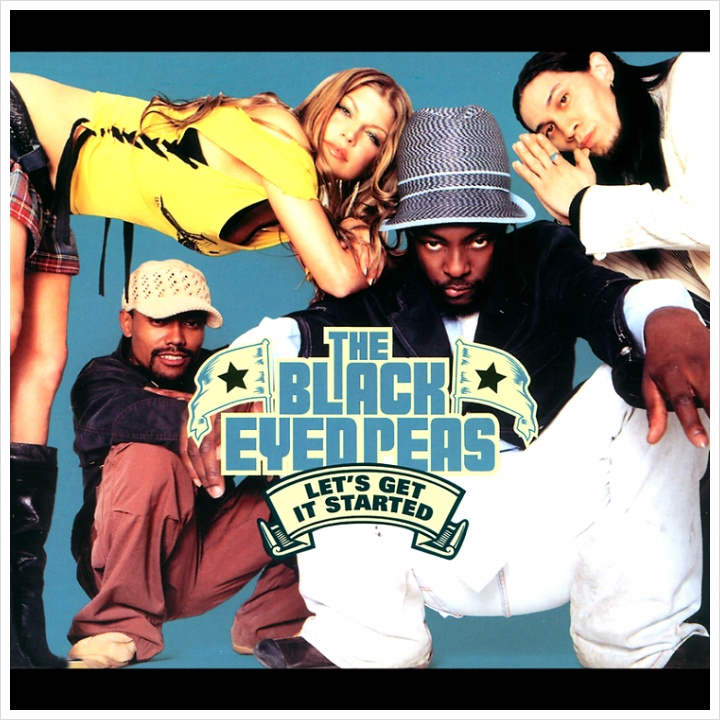 THE
BLACK
EYED PEAS
LET'S GET
IT STARTED